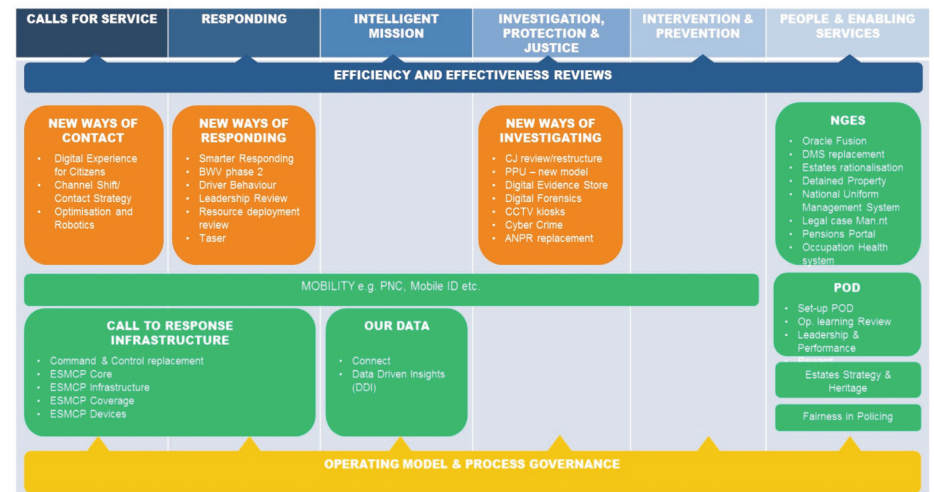 CALLS FOR SERVICE
RESPONDING
INTELLIGENT
MISSION
INVESTIGATION,
PROTECTION &
JUSTICE
INTERVENTION &
PREVENTION
PEOPLE & ENABLING
SERVICES
EFFICIENCY AND EFFECTIVENESS REVIEWS
NEW WAYS OF
CONTACT
• Digital Experience
for Citizens
• Channel Shift/
Contact Strategy
• Optimisation and
Robotics
NEW WAYS OF
RESPONDING
• Smarter Responding
• BWV phase 2
• Driver Behaviour
• Leadership Review
• Resource deployment
review
• Taser
NEW WAYS OF
INVESTIGATING
• CJ review/restructure
• PPU – new model
• Digital Evidence Store
• Digital Forensics
• CCTV kiosks
• Cyber Crime
• ANPR replacement
NGES
• Oracle Fusion
• DMS replacement
• Estates rationalisation
• Detained Property
• National Uniform
Management System
• Legal case Man.nt
• Pensions Portal
• Occupation Health
system
MOBILITY e.g. PNC, Mobile ID etc.
CALL TO RESPONSE
INFRASTRUCTURE
• Command & Control replacement
• ESMCP Core
• ESMCP Infrastructure
• ESMCP Coverage
• ESMCP Devices
OUR DATA
• Connect
• Data Driven Insights
(DDI)
POD
• Set-up POD
• Op. learning Review
• Leadership &
Performance
Estates Strategy &
Heritage
Fairness in Policing
OPERATING MODEL & PROCESS GOVERNANCE